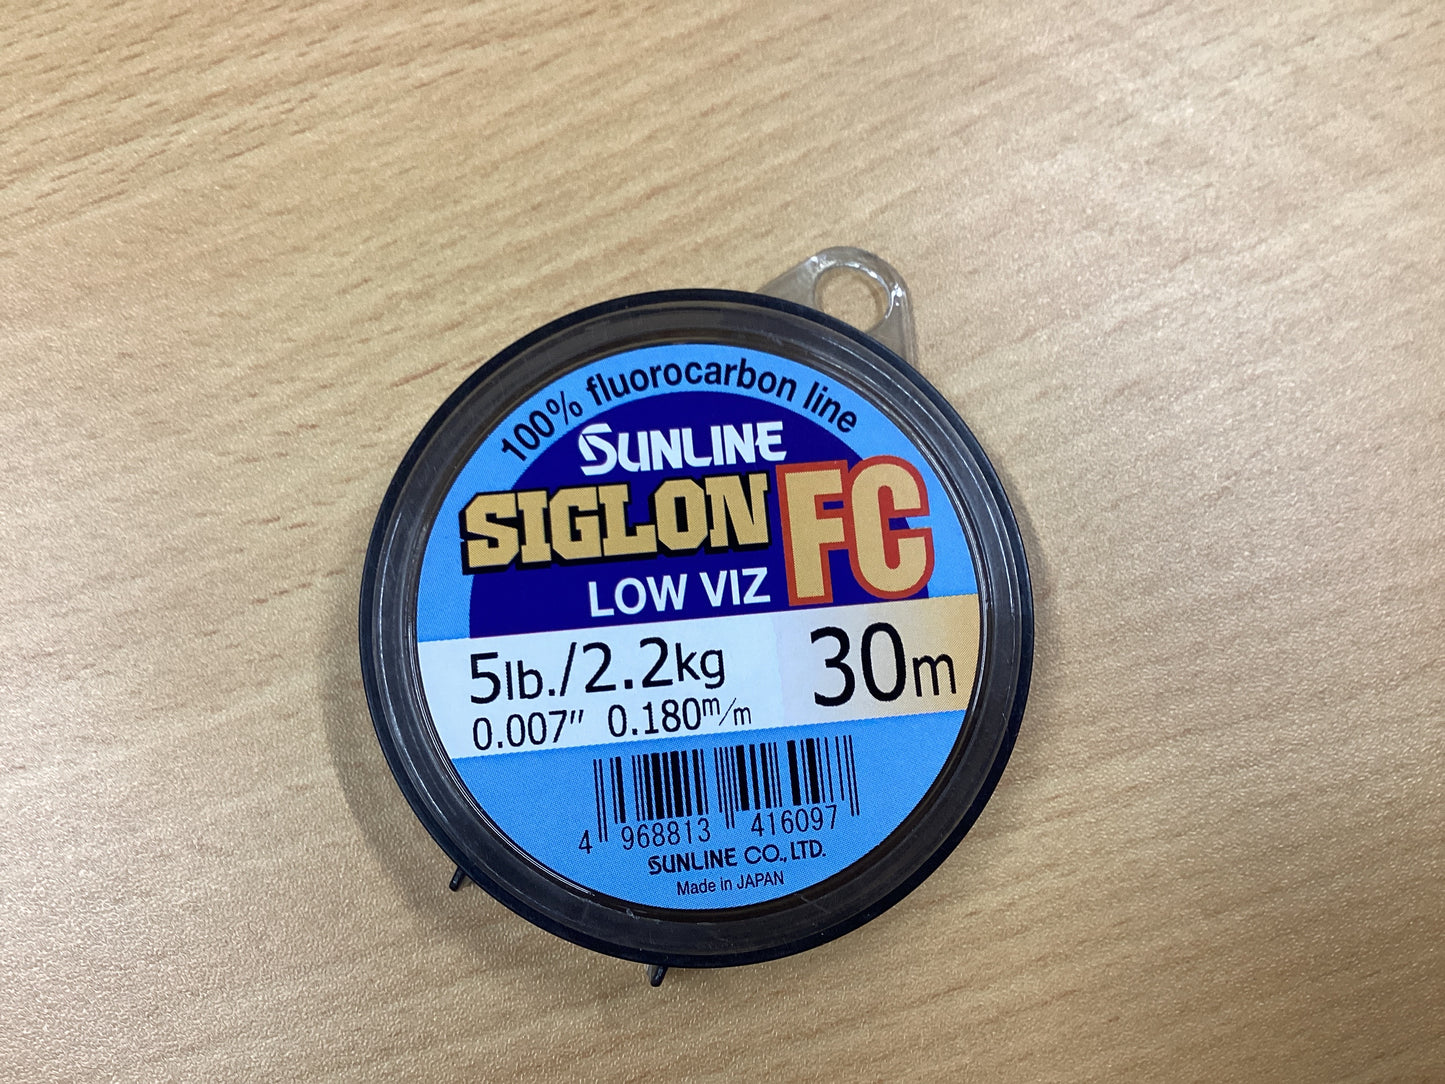 100% fluorocarbon line
SUNLINE
SIGLON FC
LOW VIZ
5lb./2.2kg 30m
0.007" 0.180m/m
4 968813 416097
SUNLINE CO., LTD.
Made in JAPAN